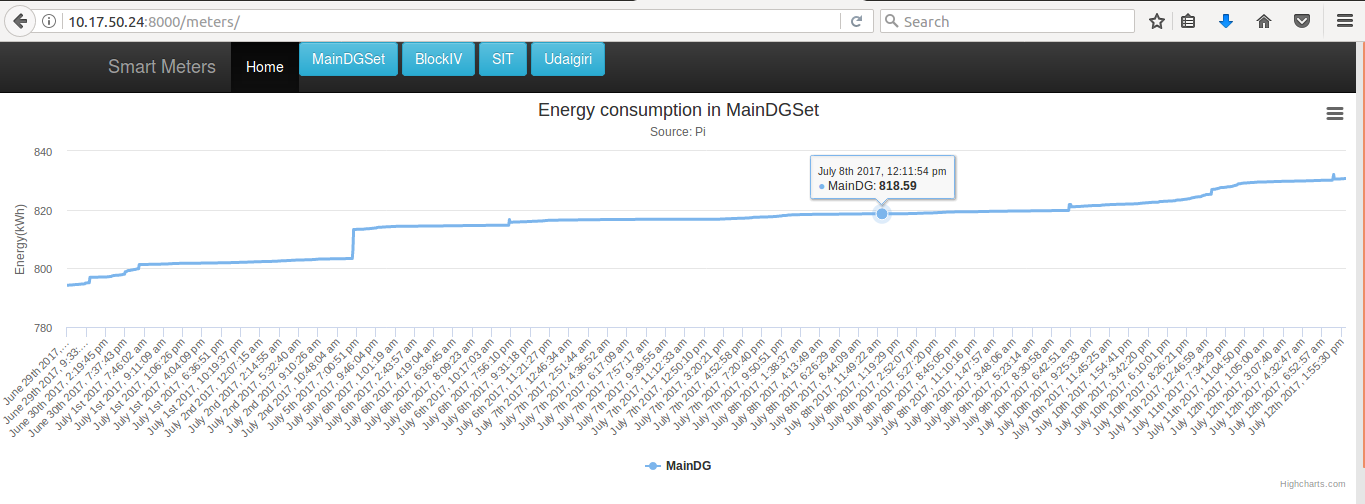 10.17.50.24:8000/meters/
Search
Smart Meters Home MainDGSet BlockIV SIT Udaigiri
Energy consumption in MainDGSet
Source: Pi
Energy(kWh)
840
820
800
780
July 8th 2017, 12:11:54 pm
MainDG: 818.59
June 29th 2017,...
June 29th 2017, 9:33:...
June 30th 2017, 2:19:45 pm
June 30th 2017, 7:37:43 pm
July 1st 2017, 7:46:02 am
July 1st 2017, 9:11:09 am
July 1st 2017, 1:06:26 pm
July 1st 2017, 4:04:09 pm
July 1st 2017, 6:36:51 pm
July 1st 2017, 10:19:37 pm
July 2nd 2017, 12:07:15 am
July 2nd 2017, 2:14:55 am
July 2nd 2017, 5:32:40 am
July 2nd 2017, 9:10:26 am
July 2nd 2017, 10:48:04 am
July 5th 2017, 7:00:51 pm
July 5th 2017, 9:46:04 pm
July 6th 2017, 1:01:19 am
July 6th 2017, 2:43:57 am
July 6th 2017, 4:19:04 am
July 6th 2017, 6:36:45 am
July 6th 2017, 8:09:23 am
July 6th 2017, 10:17:03 am
July 6th 2017, 7:56:10 pm
July 6th 2017, 9:31:18 pm
July 6th 2017, 11:21:27 pm
July 7th 2017, 12:46:34 am
July 7th 2017, 2:51:44 am
July 7th 2017, 4:36:52 am
July 7th 2017, 6:17:09 am
July 7th 2017, 7:57:17 am
July 7th 2017, 9:39:55 am
July 7th 2017, 11:12:33 am
July 7th 2017, 12:50:10 pm
July 7th 2017, 3:20:21 pm
July 7th 2017, 4:52:58 pm
July 7th 2017, 7:20:40 pm
July 7th 2017, 9:50:51 pm
July 8th 2017, 1:38:37 am
July 8th 2017, 4:13:49 am
July 8th 2017, 6:26:29 am
July 8th 2017, 8:44:09 am
July 8th 2017, 11:49:22 am
July 8th 2017, 1:19:29 pm
July 8th 2017, 2:52:07 pm
July 8th 2017, 5:27:20 pm
July 8th 2017, 8:45:05 pm
July 8th 2017, 11:10:16 pm
July 9th 2017, 1:47:57 am
July 9th 2017, 3:48:06 am
July 9th 2017, 5:23:14 am
July 9th 2017, 8:30:58 am
July 10th 2017, 6:42:51 am
July 10th 2017, 9:25:33 am
July 10th 2017, 11:45:25 am
July 10th 2017, 1:54:41 pm
July 10th 2017, 3:42:20 pm
July 10th 2017, 6:10:01 pm
July 10th 2017, 8:26:21 pm
July 11th 2017, 12:46:59 am
July 11th 2017, 7:34:29 pm
July 11th 2017, 11:04:50 pm
July 12th 2017, 1:05:00 am
July 12th 2017, 3:07:40 am
July 12th 2017, 4:32:47 am
July 12th 2017, 6:52:57 am
July 12th 2017, 1:55:30 pm
MainDG
Highcharts.com